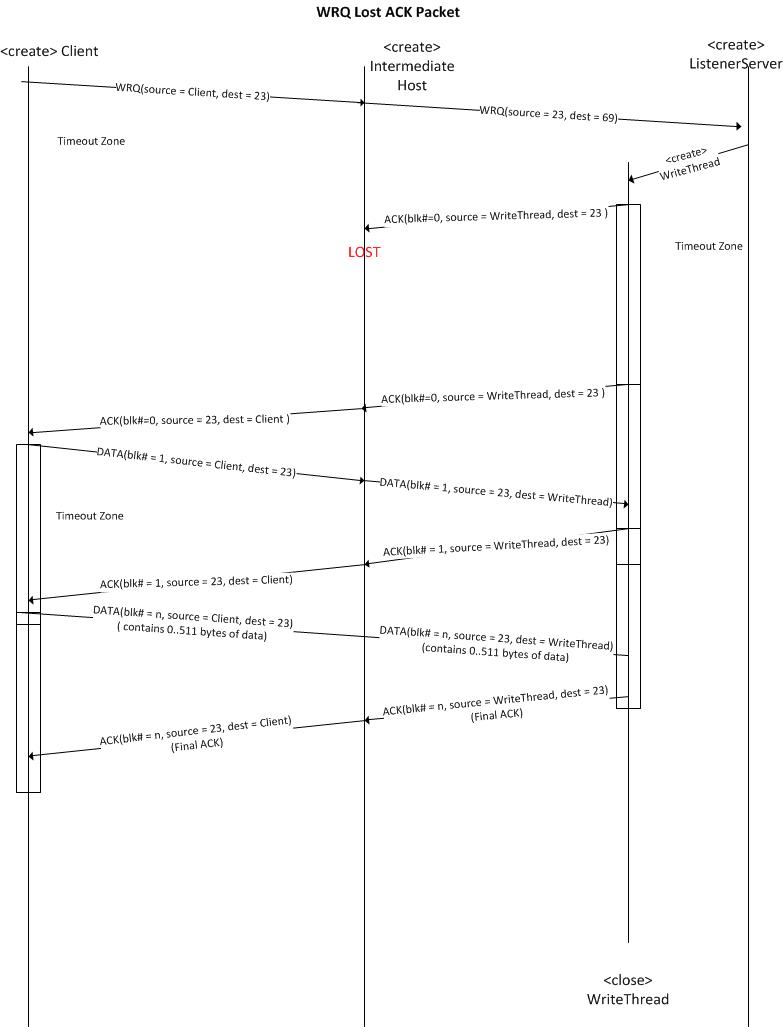 WRQ Lost ACK Packet
<create> Client
<create>
Intermediate
Host
<create>
ListenerServer
WRQ(source = Client, dest = 23)
WRQ(source = 23, dest = 69)
Timeout Zone
<create>
WriteThread
ACK(blk#=0, source = WriteThread, dest = 23 )
LOST
Timeout Zone
ACK(blk#=0, source = WriteThread, dest = 23 )
ACK(blk#=0, source = 23, dest = Client )
DATA(blk# = 1, source = Client, dest = 23)
DATA(blk# = 1, source = 23, dest = WriteThread)
Timeout Zone
ACK(blk# = 1, source = WriteThread, dest = 23)
ACK(blk# = 1, source = 23, dest = Client)
DATA(blk# = n, source = Client, dest = 23)
( contains 0..511 bytes of data)
DATA(blk# = n, source = 23, dest = WriteThread)
(contains 0..511 bytes of data)
ACK(blk# = n, source = WriteThread, dest = 23)
(Final ACK)
ACK(blk# = n, source = 23, dest = Client)
(Final ACK)
<close>
WriteThread